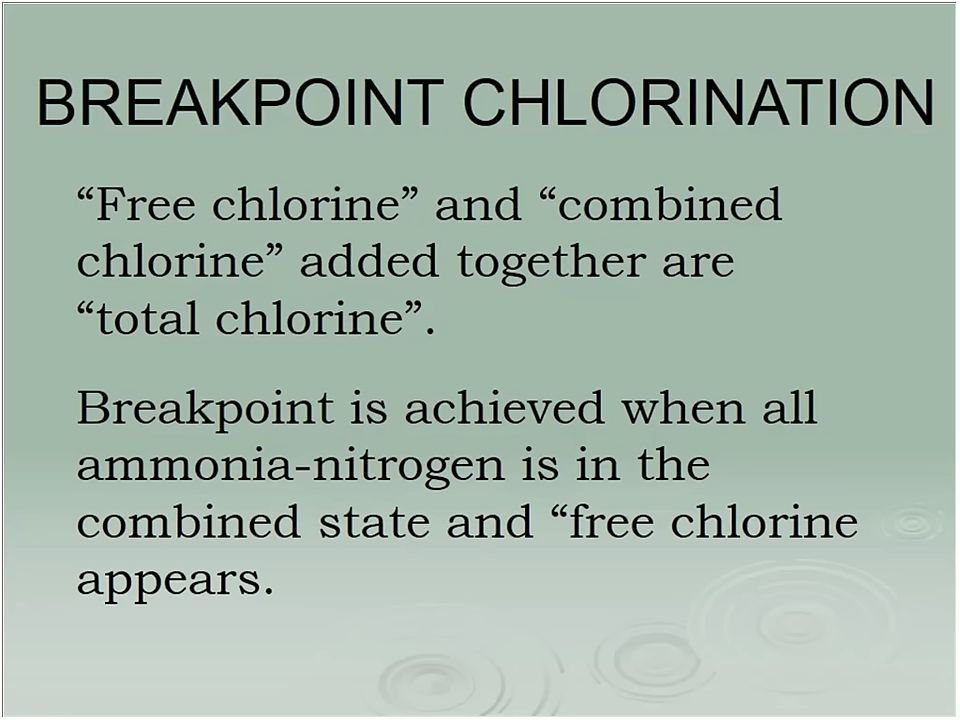 BREAKPOINT CHLORINATION
“Free chlorine” and “combined
chlorine” added together are
“total chlorine”.
Breakpoint is achieved when all
ammonia-nitrogen is in the
combined state and “free chlorine
appears.